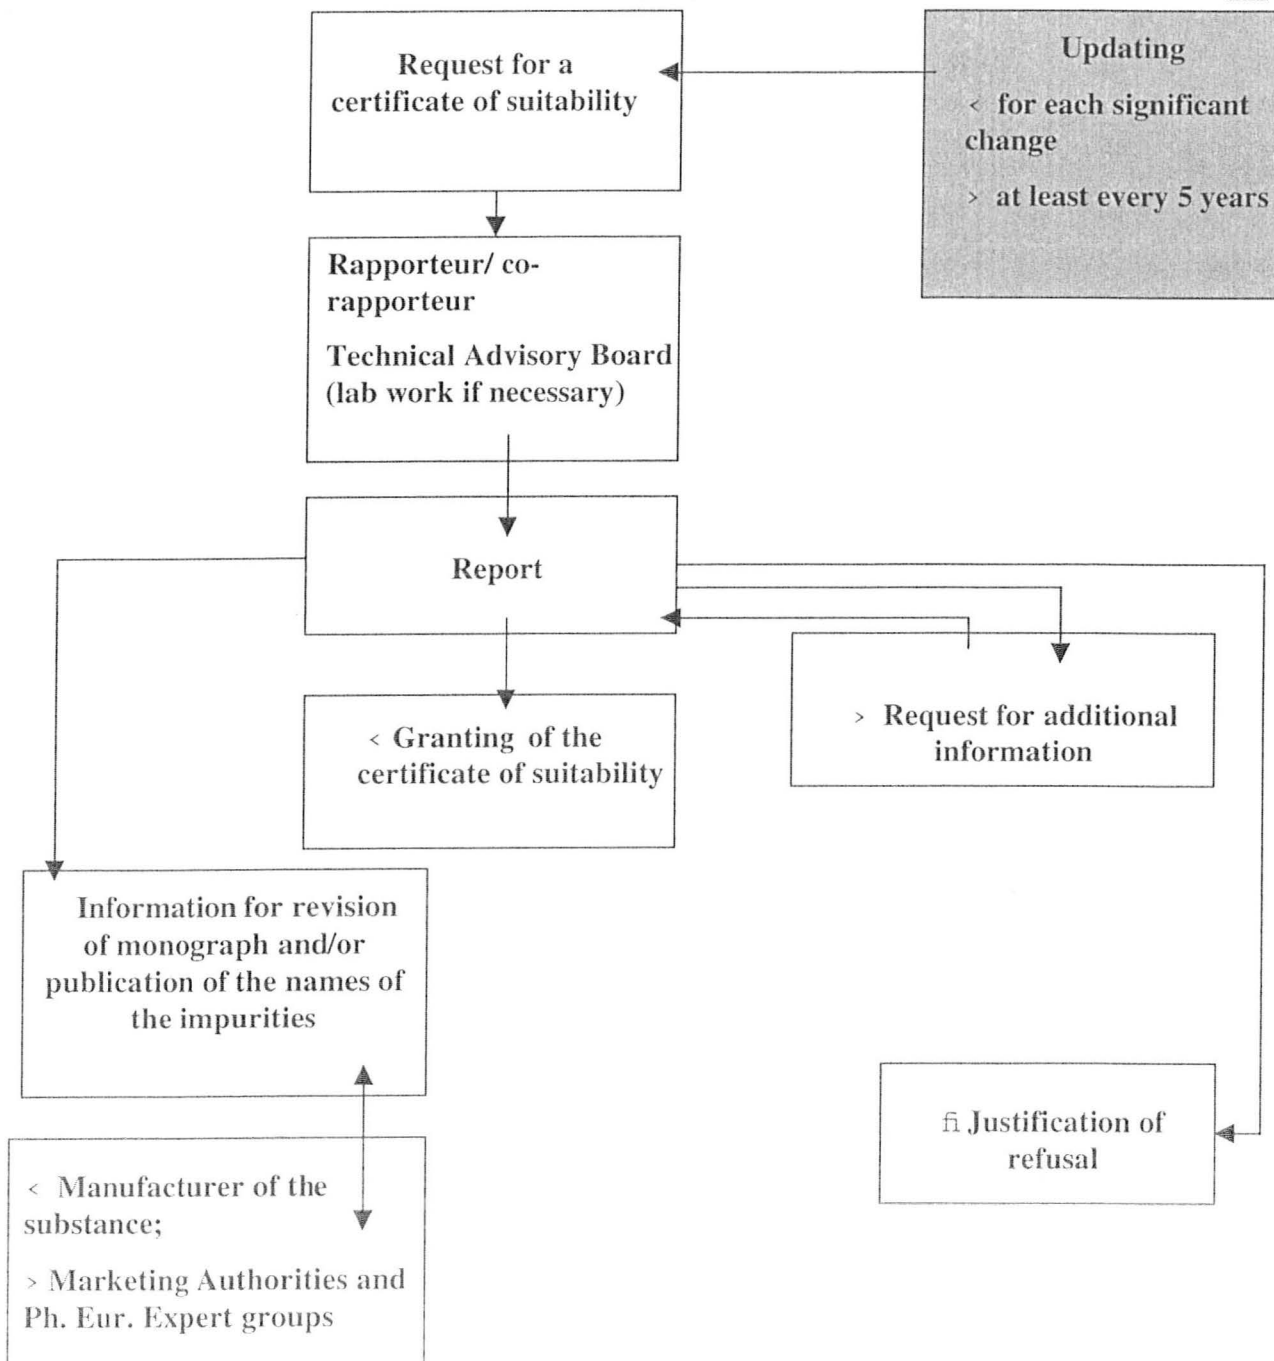 Request for a
certificate of suitability
Updating
< for each significant
change
> at least every 5 years
Rapporteur/ co-
rapporteur
Technical Advisory Board
(lab work if necessary)
Report
> Request for additional
information
< Granting of the
certificate of suitability
Information for revision
of monograph and/or
publication of the names of
the impurities
fi Justification of
refusal
< Manufacturer of the
substance;
> Marketing Authorities and
Ph. Eur. Expert groups